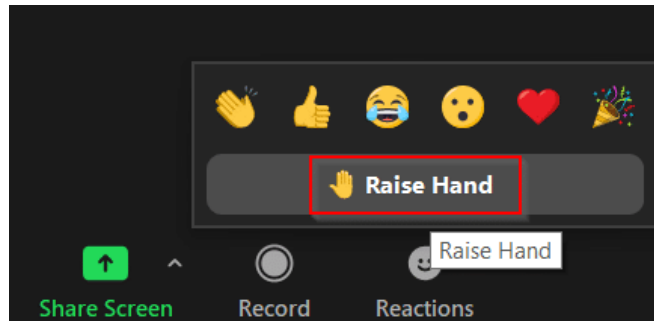 Raise Hand
Raise Hand
Share Screen
Record
Reactions